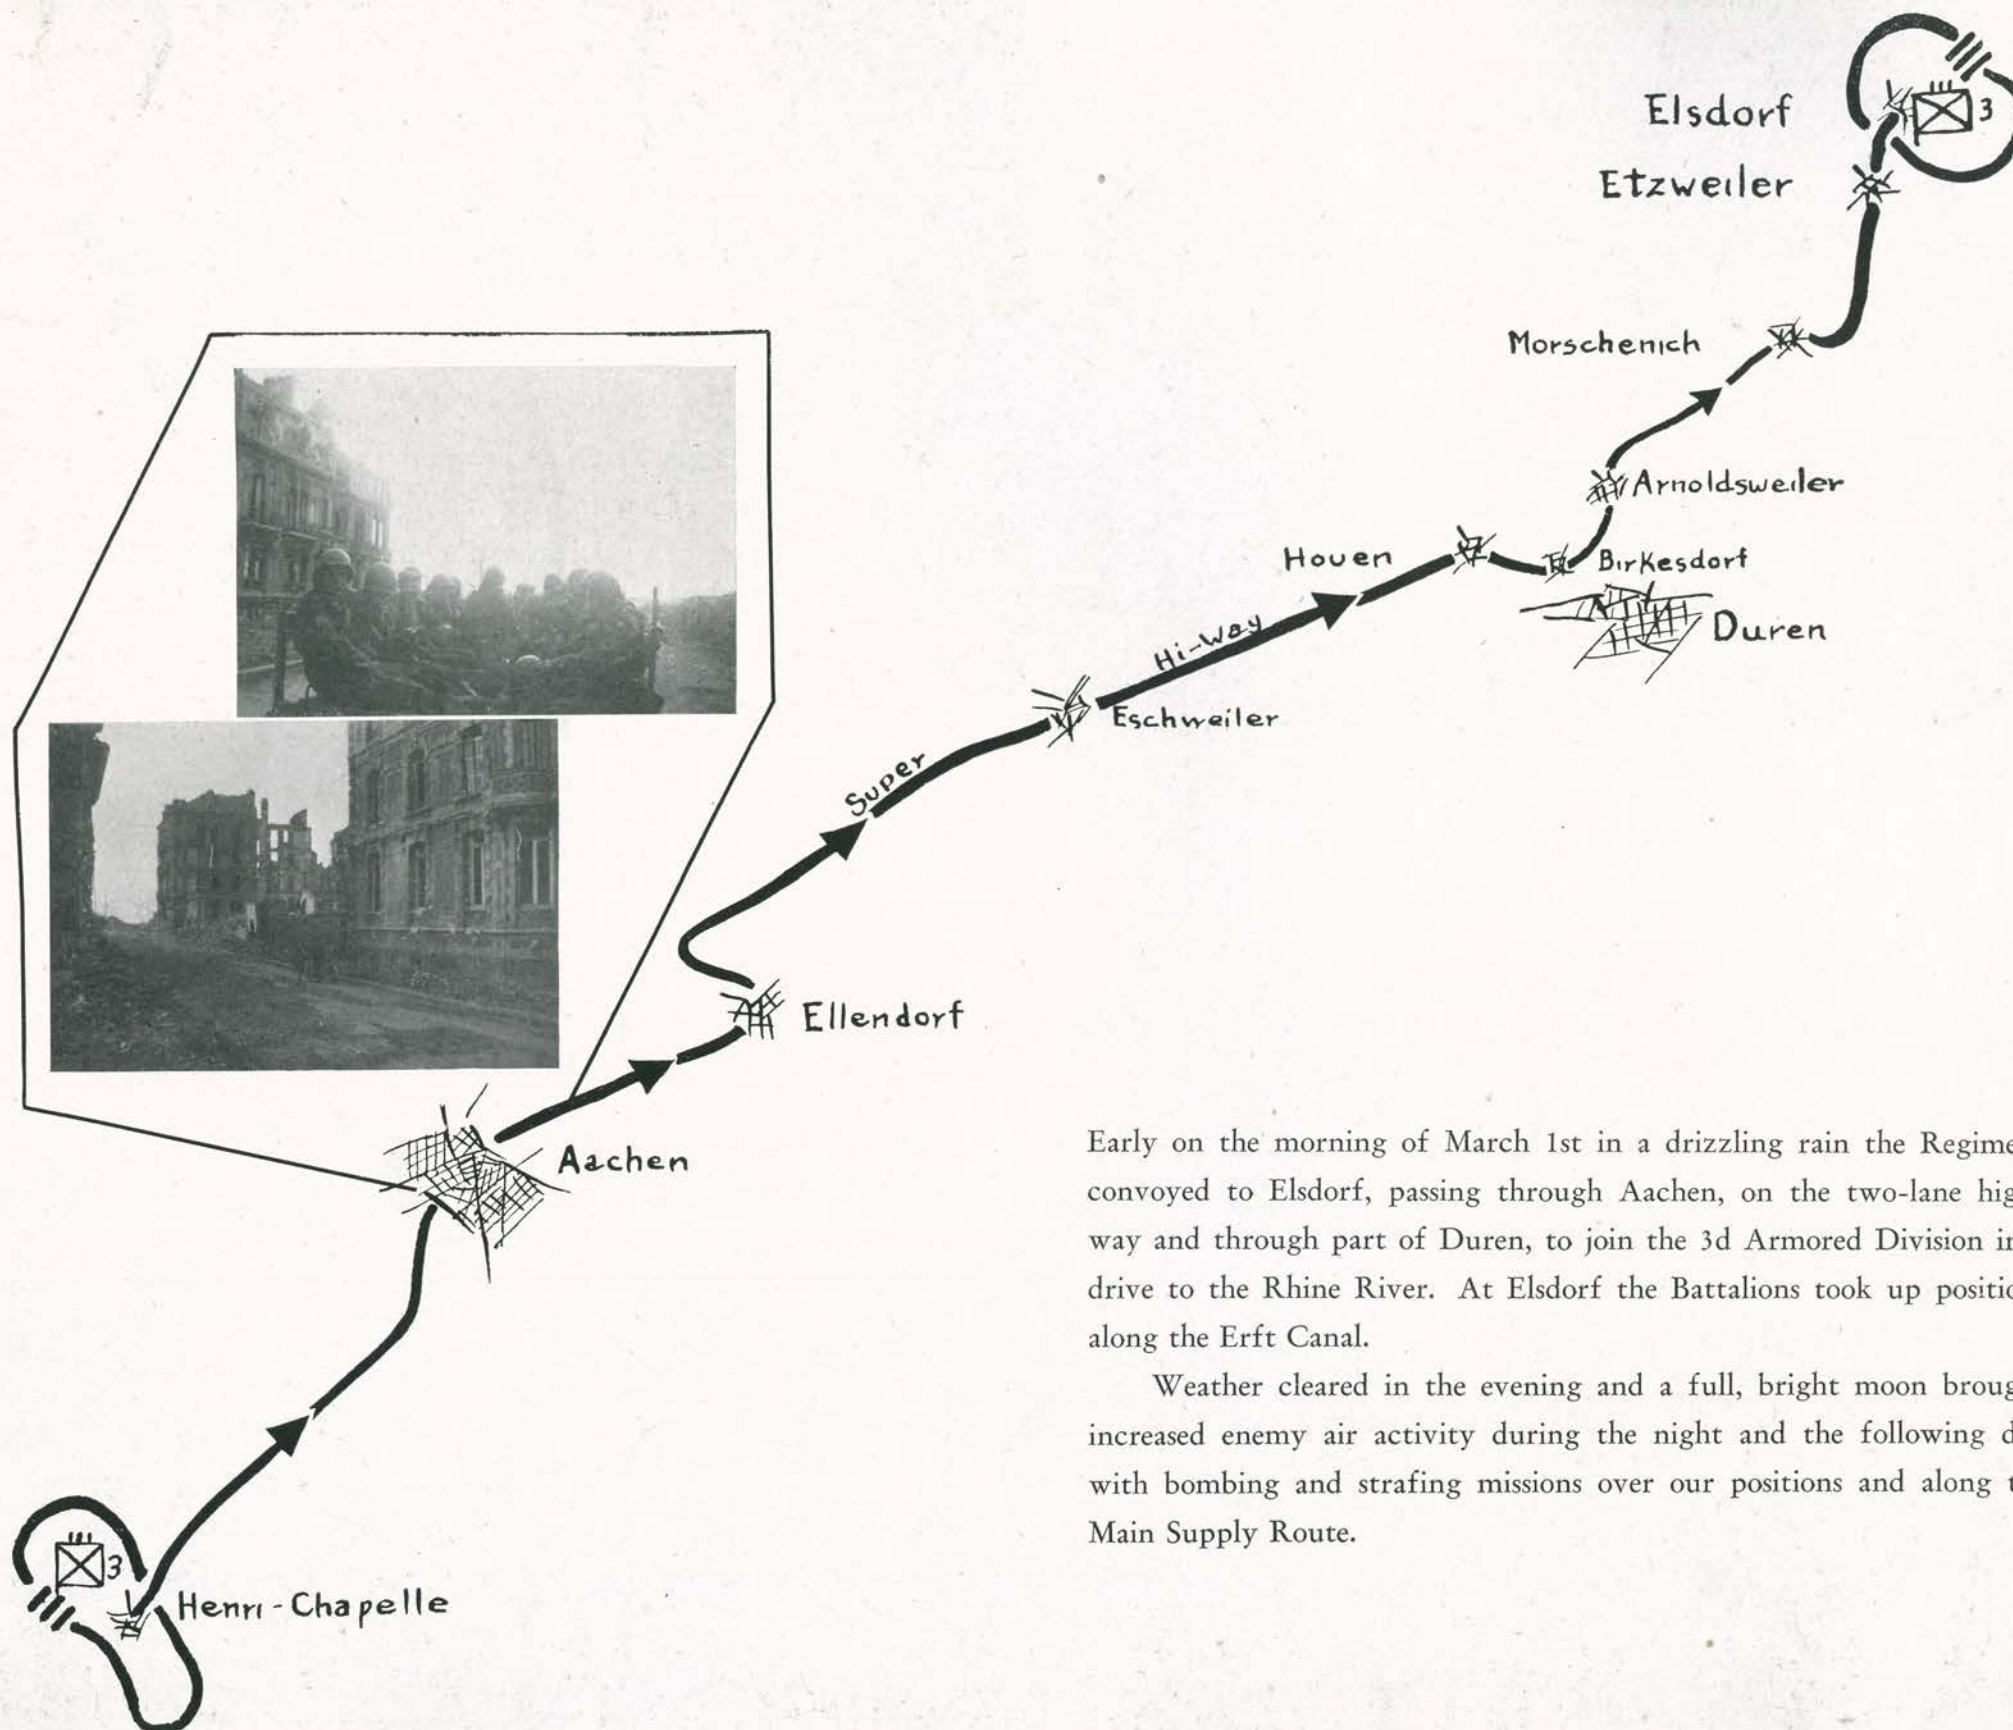 Elsdorf
3
Etzweiler
Morschenich
Arnoldsweiler
Hoven
Birkesdorf
Duren
Hi-Way
Eschweiler
Super
Ellendorf
Aachen
Early on the morning of March 1st in a drizzling rain the Regime
convoyed to Elsdorf, passing through Aachen, on the two-lane hig
way and through part of Duren, to join the 3d Armored Division in
drive to the Rhine River. At Elsdorf the Battalions took up positio
along the Erft Canal.
Weather cleared in the evening and a full, bright moon broug
increased enemy air activity during the night and the following d
with bombing and strafing missions over our positions and along t
Main Supply Route.
3
Henri-Chapelle